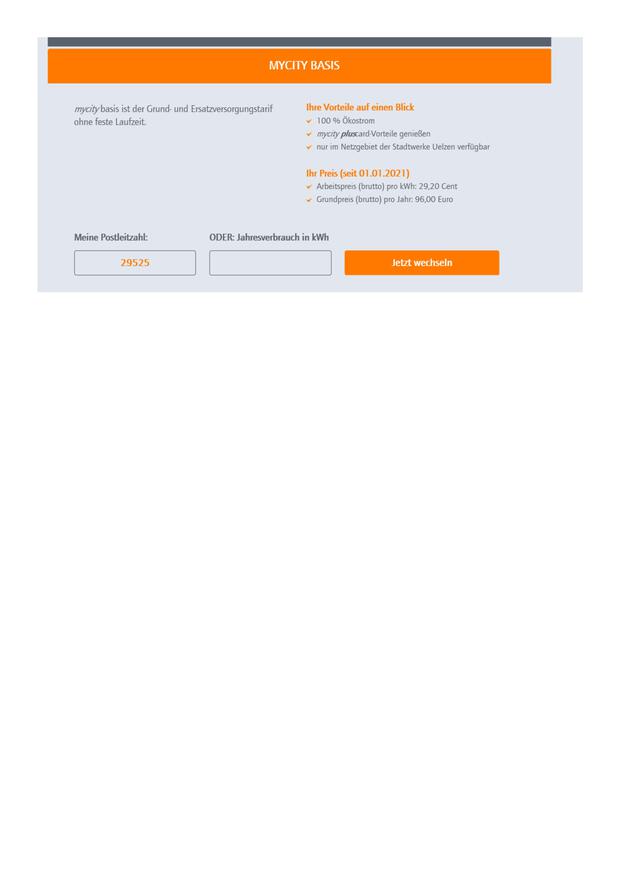 MYCITY BASIS
mycity basis ist der Grund- und Ersatzversorgungstarif
ohne feste Laufzeit.
Ihre Vorteile auf einen Blick
100 % Ökostrom
mycity pluscard-Vorteile genießen
nur im Netzgebiet der Stadtwerke Uelzen verfügbar
Ihr Preis (seit 01.01.2021)
Arbeitspreis (brutto) pro kWh: 29,20 Cent
Grundpreis (brutto) pro Jahr: 96,00 Euro
Meine Postleitzahl:
ODER: Jahresverbrauch in kWh
29525
Jetzt wechseln